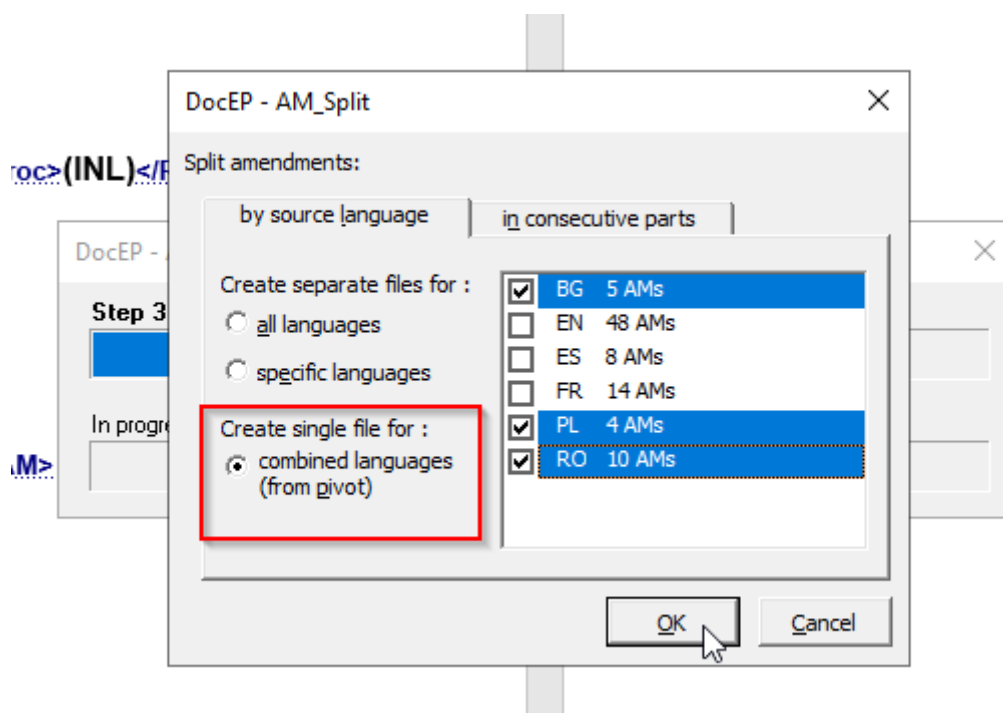 DocEP - AM_Split
Split amendments:
roc>(INL)</
by source language
in consecutive parts
DocEP -
Create separate files for :
all languages
specific languages
Step 3
Create single file for :
combined languages
(from pivot)
In progre
AM>
BG 5 AMs
EN 48 AMs
ES 8 AMs
FR 14 AMs
PL 4 AMs
RO 10 AMs
OK
Cancel